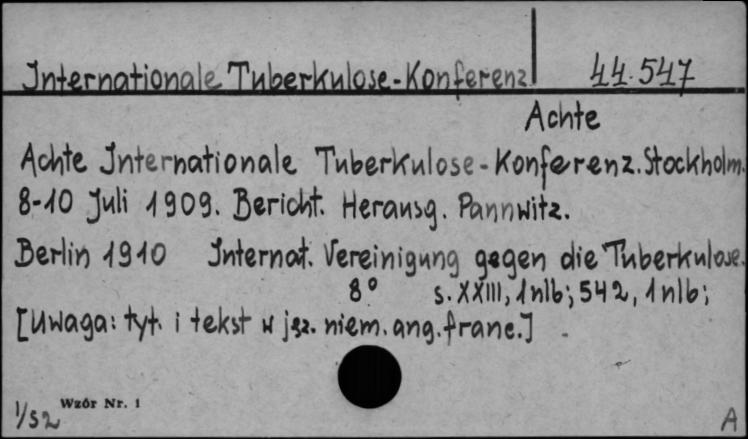 Internationale Tuberkulose-Konferenz 44.547
Achte
Achte Internationale Tuberkulose-Konferenz. Stockholm.
8-10 Juli 1909. Bericht. Herausg. Pannwitz.
Berlin 1910 Internat. Vereinigung gegen die Tuberkulose.
8° s. XXIII, 1 nlb; 542, 1 nlb;
[Uwaga: tyt. i tekst w jęz. niem. ang. franc.]
Wzór Nr. 1
1/52 A